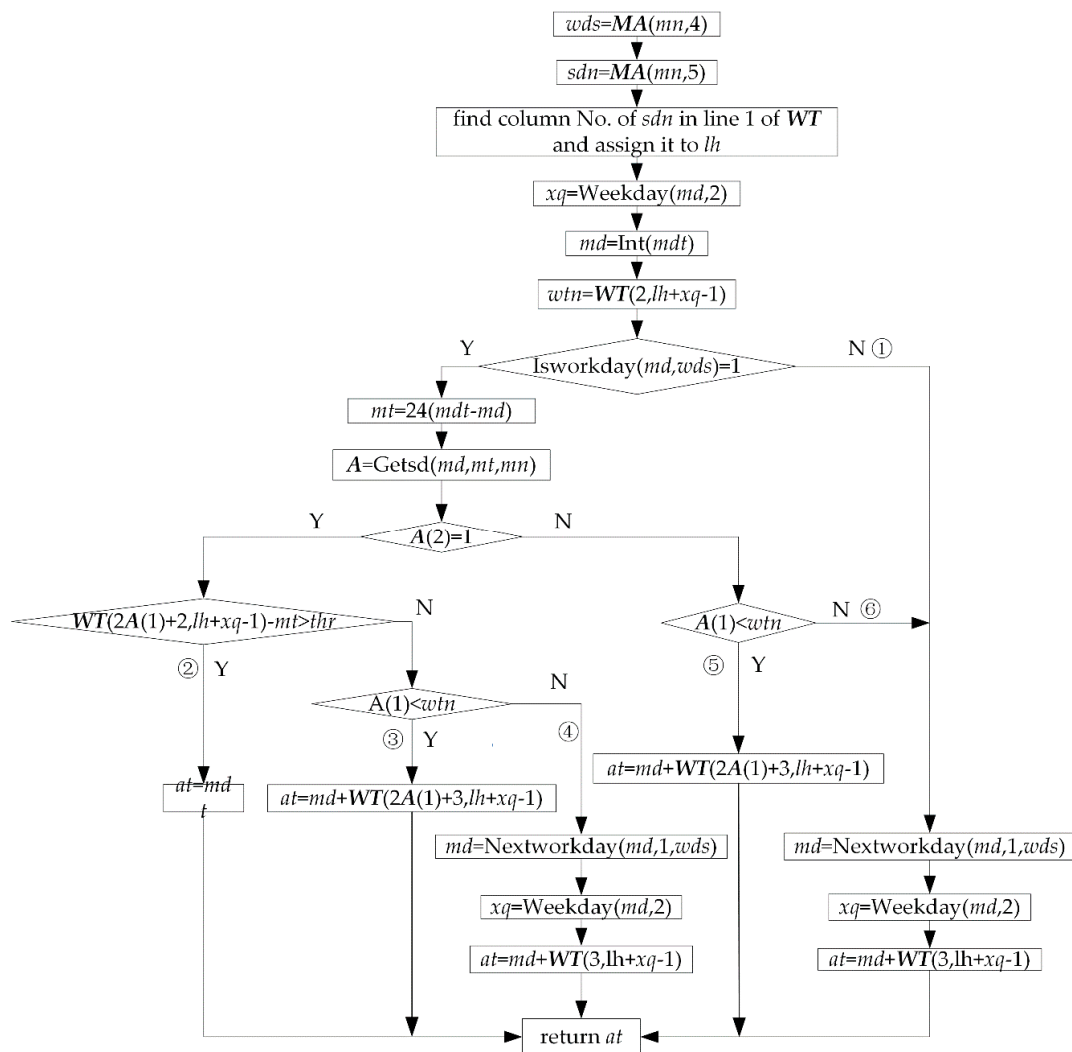 wds=MA(mn,4)
sdn=MA(mn,5)
find column No. of sdn in line 1 of WT
and assign it to lh
xq=Weekday(md,2)
md=Int(mdt)
wtn=WT(2,lh+xq-1)
Y
Isworkday(md,wds)=1
N ①
mt=24(mdt-md)
A=Getsd(md,mt,mn)
Y
A(2)=1
N
WT(2A(1)+2,lh+xq-1)-mt>thr
N
A(1)<wtn
N ⑥
② Y
⑤ Y
A(1)<wtn
N
③ Y
④
at=md
t
at=md+WT(2A(1)+3,lh+xq-1)
at=md+WT(2A(1)+3,lh+xq-1)
md=Nextworkday(md,1,wds)
md=Nextworkday(md,1,wds)
xq=Weekday(md,2)
xq=Weekday(md,2)
at=md+WT(3,lh+xq-1)
at=md+WT(3,lh+xq-1)
return at